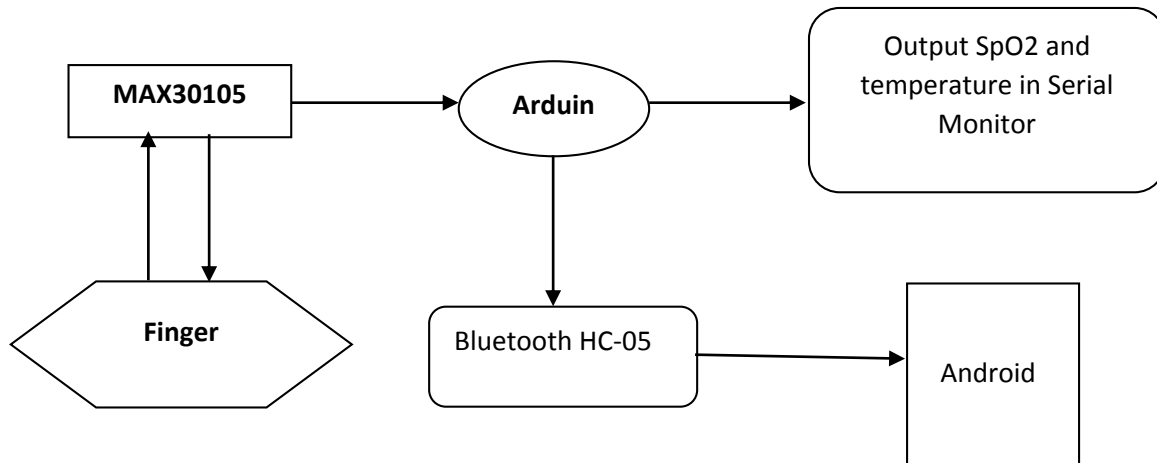 MAX30105
Arduin
Output SpO2 and
temperature in Serial
Monitor
Finger
Bluetooth HC-05
Android